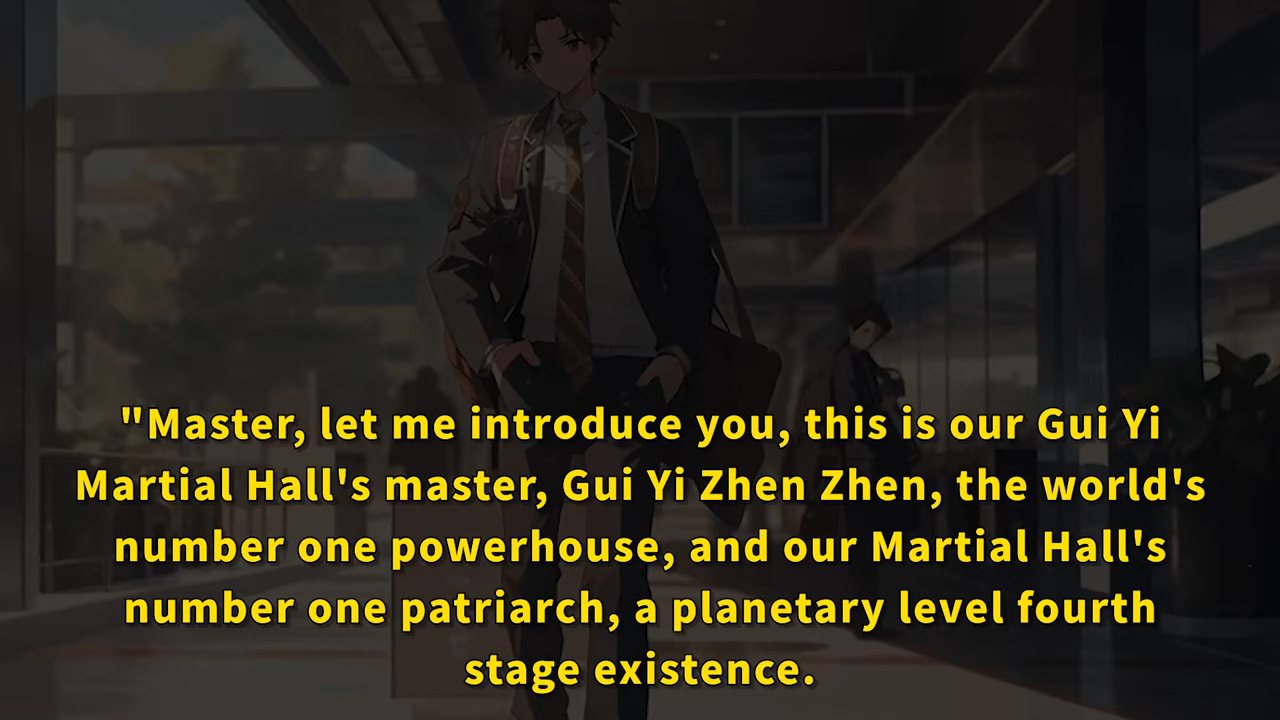 "Master, let me introduce you, this is our Gui Yi
Martial Hall's master, Gui Yi Zhen Zhen, the world's
number one powerhouse, and our Martial Hall's
number one patriarch, a planetary level fourth
stage existence.